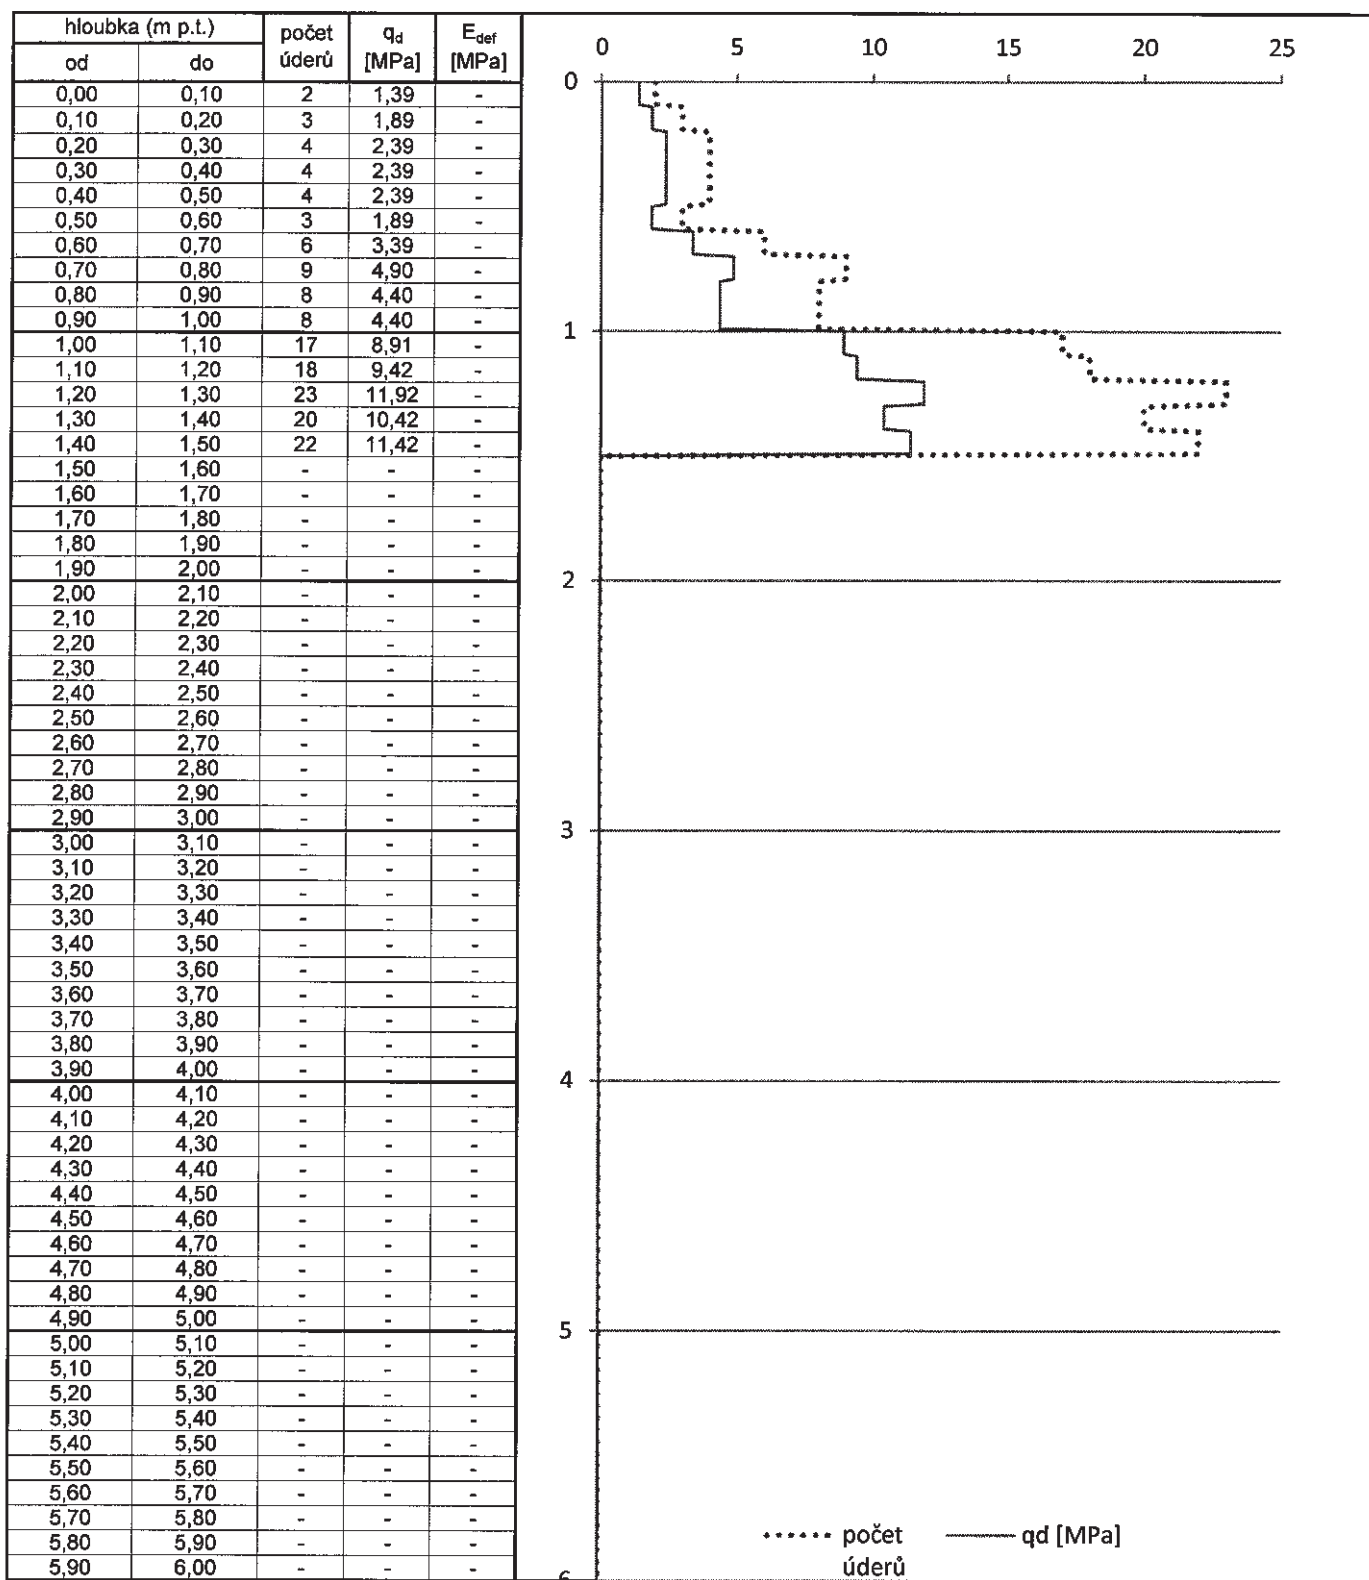 hloubka (m p.t.) počet úderů qd [MPa] Edef [MPa]
od do
0,00 0,10 2 1,39 -
0,10 0,20 3 1,89 -
0,20 0,30 4 2,39 -
0,30 0,40 4 2,39 -
0,40 0,50 4 2,39 -
0,50 0,60 3 1,89 -
0,60 0,70 6 3,39 -
0,70 0,80 9 4,90 -
0,80 0,90 8 4,40 -
0,90 1,00 8 4,40 -
1,00 1,10 17 8,91 -
1,10 1,20 18 9,42 -
1,20 1,30 23 11,92 -
1,30 1,40 20 10,42 -
1,40 1,50 22 11,42 -
1,50 1,60 - - -
1,60 1,70 - - -
1,70 1,80 - - -
1,80 1,90 - - -
1,90 2,00 - - -
2,00 2,10 - - -
2,10 2,20 - - -
2,20 2,30 - - -
2,30 2,40 - - -
2,40 2,50 - - -
2,50 2,60 - - -
2,60 2,70 - - -
2,70 2,80 - - -
2,80 2,90 - - -
2,90 3,00 - - -
3,00 3,10 - - -
3,10 3,20 - - -
3,20 3,30 - - -
3,30 3,40 - - -
3,40 3,50 - - -
3,50 3,60 - - -
3,60 3,70 - - -
3,70 3,80 - - -
3,80 3,90 - - -
3,90 4,00 - - -
4,00 4,10 - - -
4,10 4,20 - - -
4,20 4,30 - - -
4,30 4,40 - - -
4,40 4,50 - - -
4,50 4,60 - - -
4,60 4,70 - - -
4,70 4,80 - - -
4,80 4,90 - - -
4,90 5,00 - - -
5,00 5,10 - - -
5,10 5,20 - - -
5,20 5,30 - - -
5,30 5,40 - - -
5,40 5,50 - - -
5,50 5,60 - - -
5,60 5,70 - - -
5,70 5,80 - - -
5,80 5,90 - - -
5,90 6,00 - - -
0 5 10 15 20 25
0
1
2
3
4
5
6
počet úderů
qd [MPa]